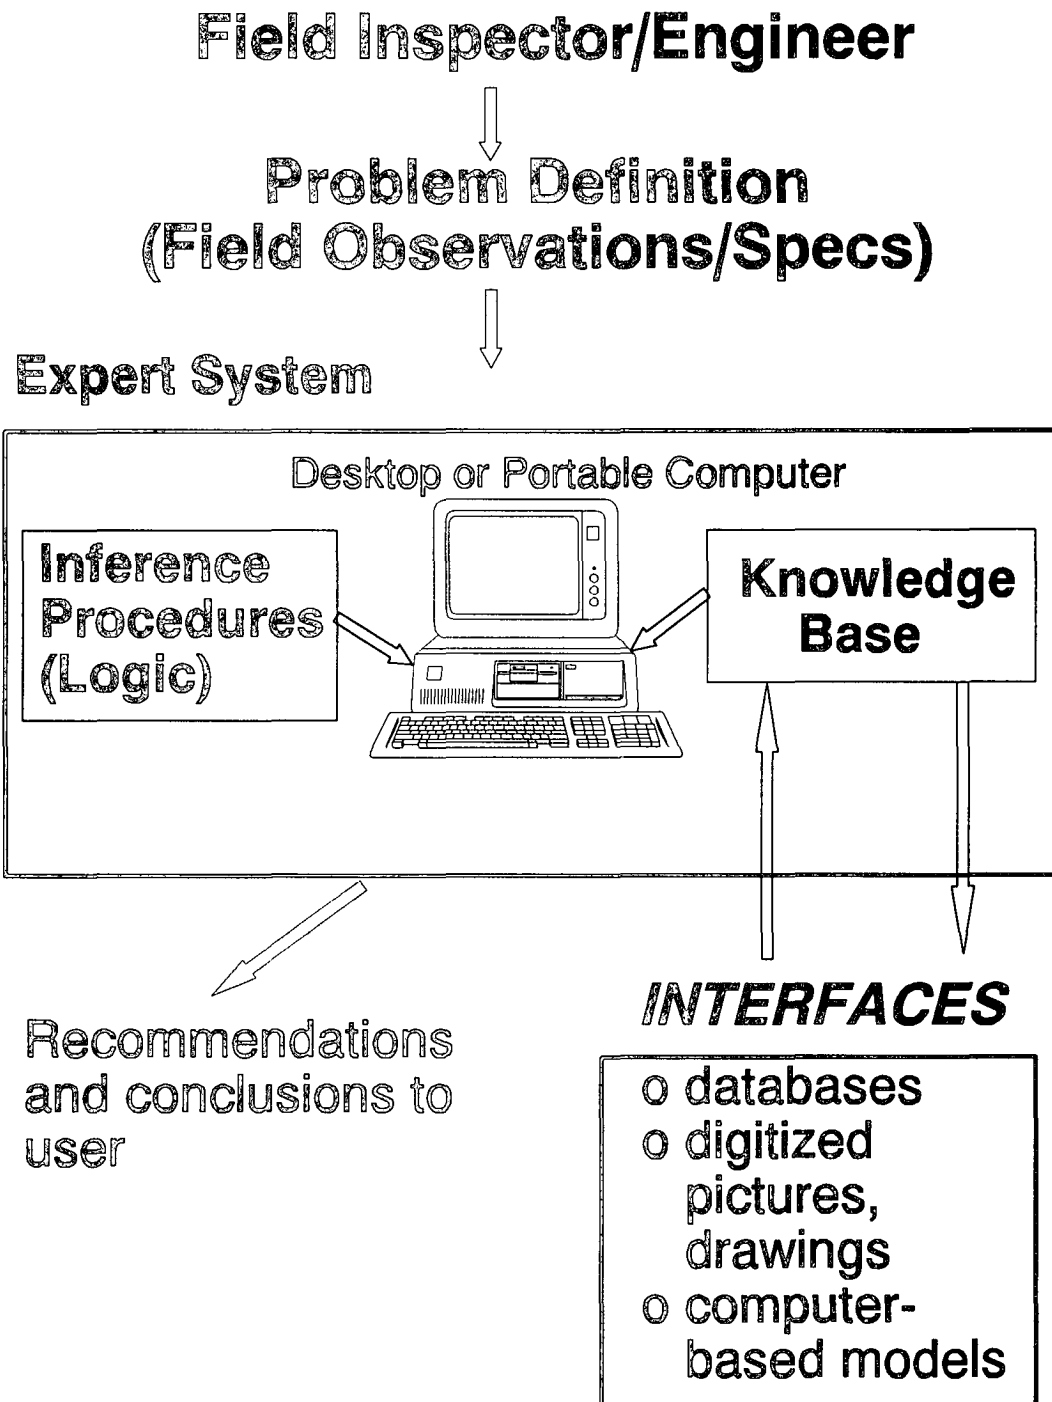 Field Inspector/Engineer
Problem Definition
(Field Observations/Specs)
Expert System
Desktop or Portable Computer
Inference
Procedures
(Logic)
Knowledge
Base
Recommendations
and conclusions to
user
INTERFACES
o databases
o digitized
pictures,
drawings
o computer-
based models